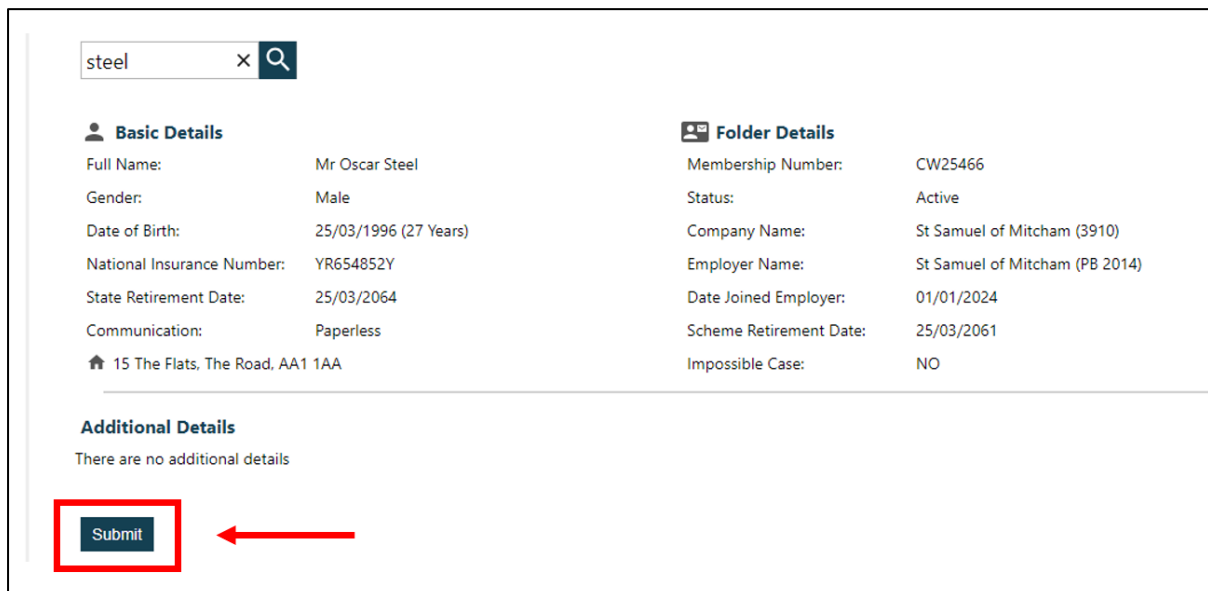 steel
Basic Details
Full Name: Mr Oscar Steel
Gender: Male
Date of Birth: 25/03/1996 (27 Years)
National Insurance Number: YR654852Y
State Retirement Date: 25/03/2064
Communication: Paperless
15 The Flats, The Road, AA1 1AA
Folder Details
Membership Number: CW25466
Status: Active
Company Name: St Samuel of Mitcham (3910)
Employer Name: St Samuel of Mitcham (PB 2014)
Date Joined Employer: 01/01/2024
Scheme Retirement Date: 25/03/2061
Impossible Case: NO
Additional Details
There are no additional details
Submit